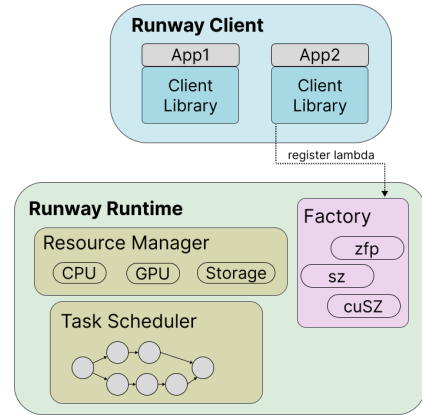 Runway Client
App1
App2
Client
Library
Client
Library
register lambda
Runway Runtime
Resource Manager
CPU
GPU
Storage
Task Scheduler
Factory
zfp
sz
cuSZ